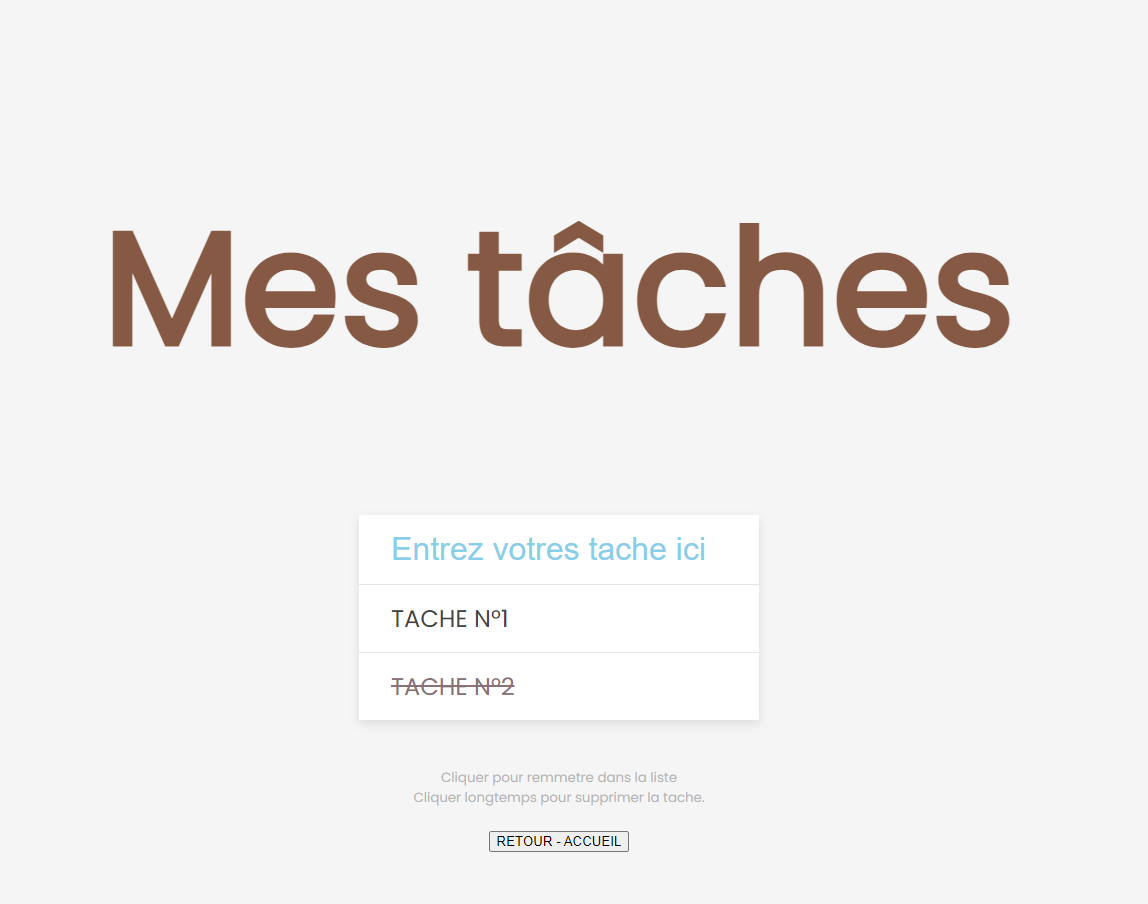 Mes tâches
Entrez votres tache ici
TACHE N°1
TACHE N°2
Cliquer pour remmetre dans la liste
Cliquer longtemps pour supprimer la tache.
RETOUR - ACCUEIL